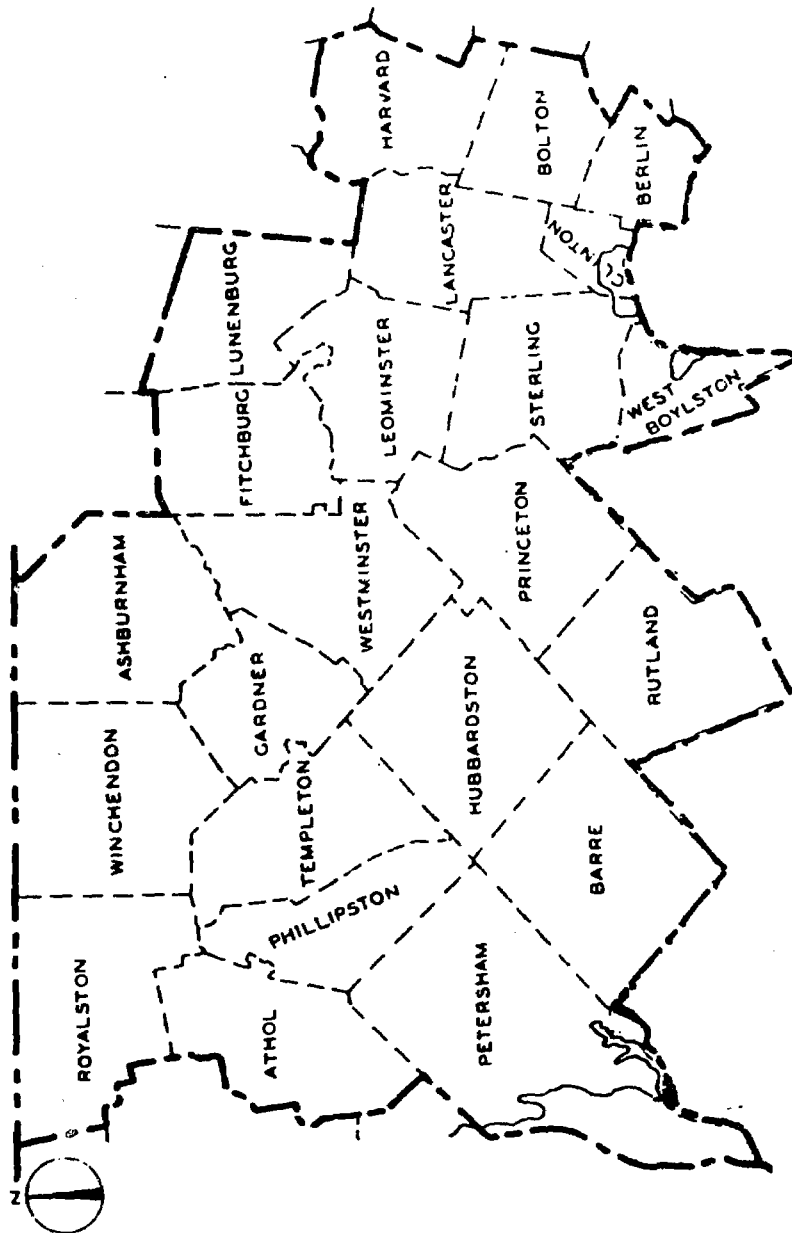 N
ROYALSTON
WINCHENDON
ASHBURNHAM
FITCHBURG
LUNENBURG
HARVARD
ATHOL
PHILLIPSTON
TEMPLETON
GARDNER
WESTMINSTER
LEOMINSTER
LANCASTER
BOLTON
PETERSHAM
BARRE
HUBBARDSTON
PRINCETON
STERLING
CLINTON
BERLIN
RUTLAND
WEST
BOYLSTON